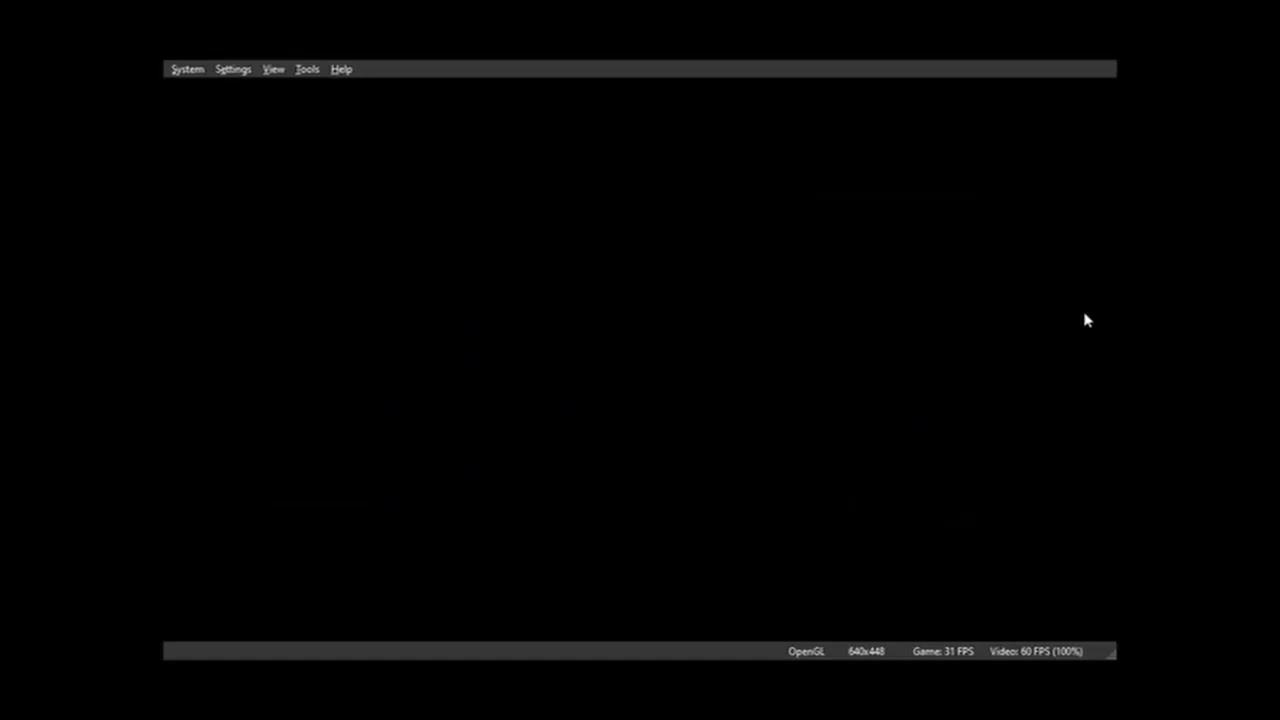 System Settings View Tools Help
OpenGL 640x448 Game: 31 FPS Video: 60 FPS (100%)